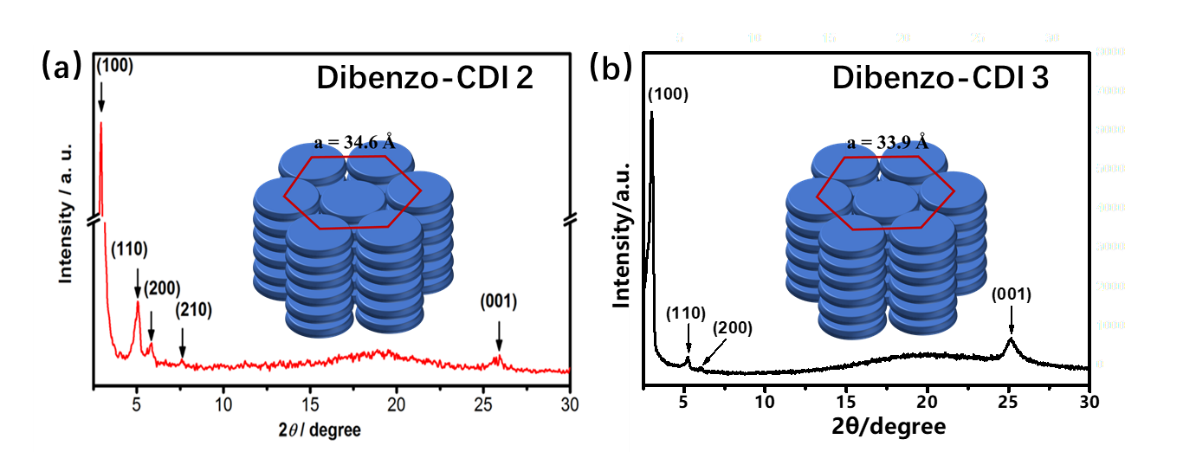 (a)
Dibenzo-CDI 2
(100)
a = 34.6 Å
(110)
(200)
(210)
(001)
Intensity / a. u.
5 10 15 20 25 30
2θ / degree
(b)
Dibenzo-CDI 3
(100)
a = 33.9 Å
(110)
(200)
(001)
Intensity/a.u.
5 10 15 20 25 30
2θ/degree